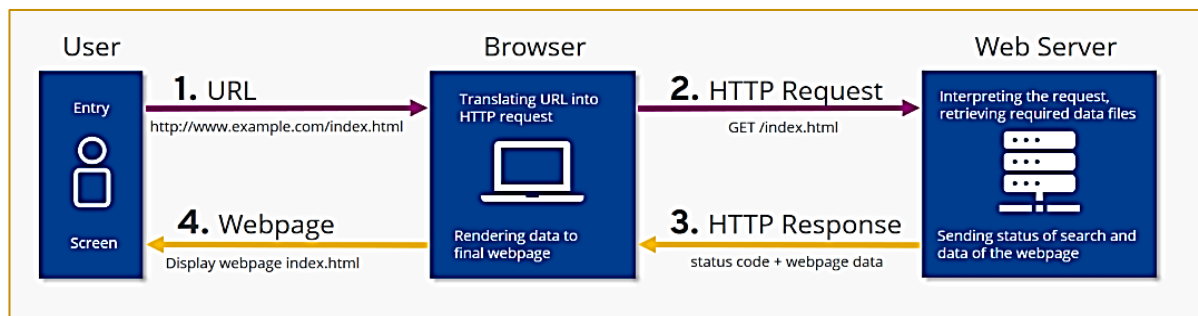 User
Browser
Web Server
Entry
1. URL
http://www.example.com/index.html
Translating URL into
HTTP request
2. HTTP Request
GET /index.html
Interpreting the request,
retrieving required data files
Screen
4. Webpage
Display webpage index.html
Rendering data to
final webpage
3. HTTP Response
status code + webpage data
Sending status of search and
data of the webpage